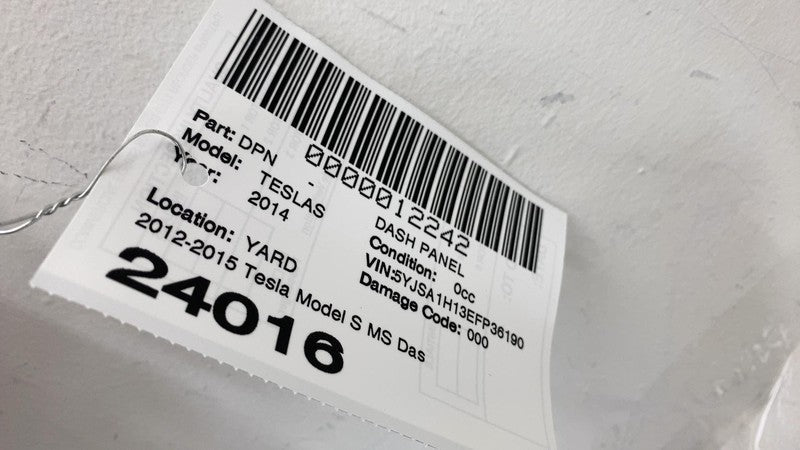 0000012242
Part: DPN - DASH PANEL
Model: TESLAS Condition: 0cc
Year: 2014 VIN:5YJSA1H13EFP36190
Damage Code: 000
Location: YARD
2012-2015 Tesla Model S MS Das
24016